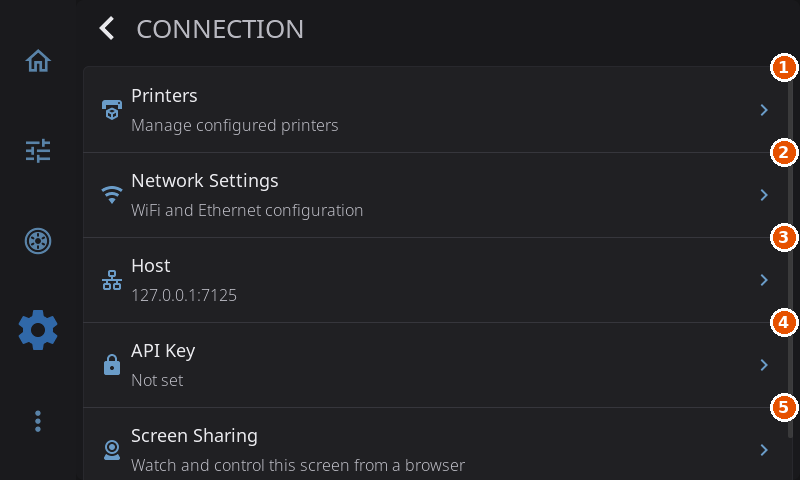 CONNECTION
1
Printers
Manage configured printers
2
Network Settings
WiFi and Ethernet configuration
3
Host
127.0.0.1:7125
4
API Key
Not set
5
Screen Sharing
Watch and control this screen from a browser